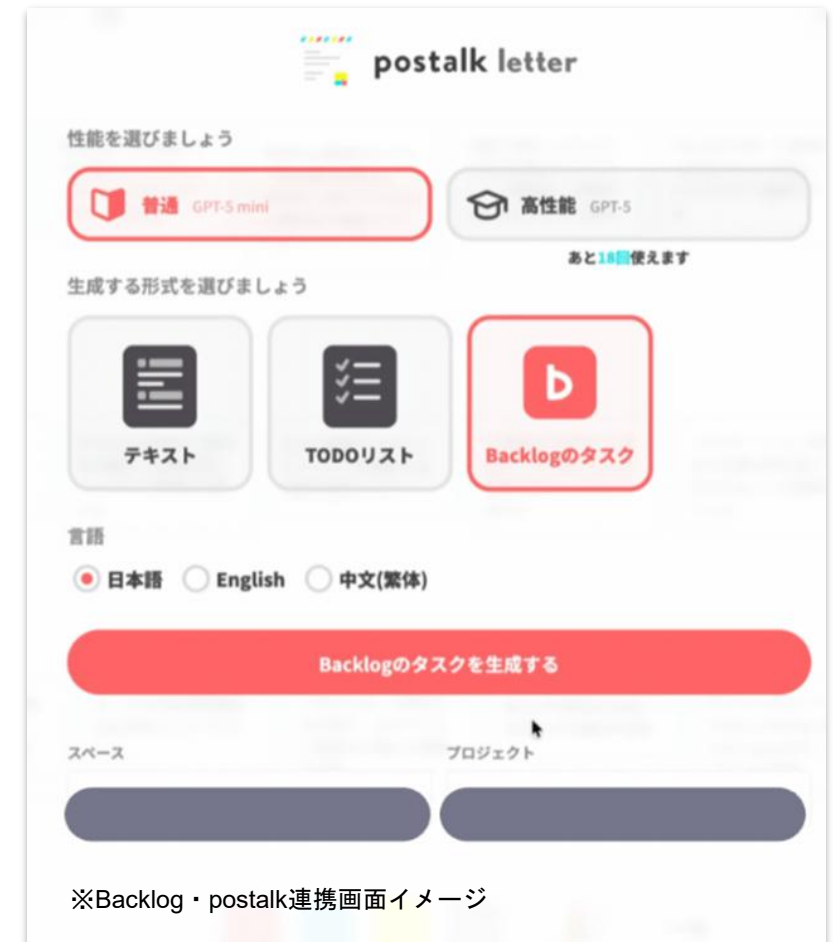 postalk letter
性能を選びましょう
普通 GPT-5 mini
高性能 GPT-5
あと18回使えます
生成する形式を選びましょう
テキスト
TODOリスト
Backlogのタスク
言語
日本語 English 中文(繁体)
Backlogのタスクを生成する
スペース
プロジェクト
※Backlog・postalk連携画面イメージ